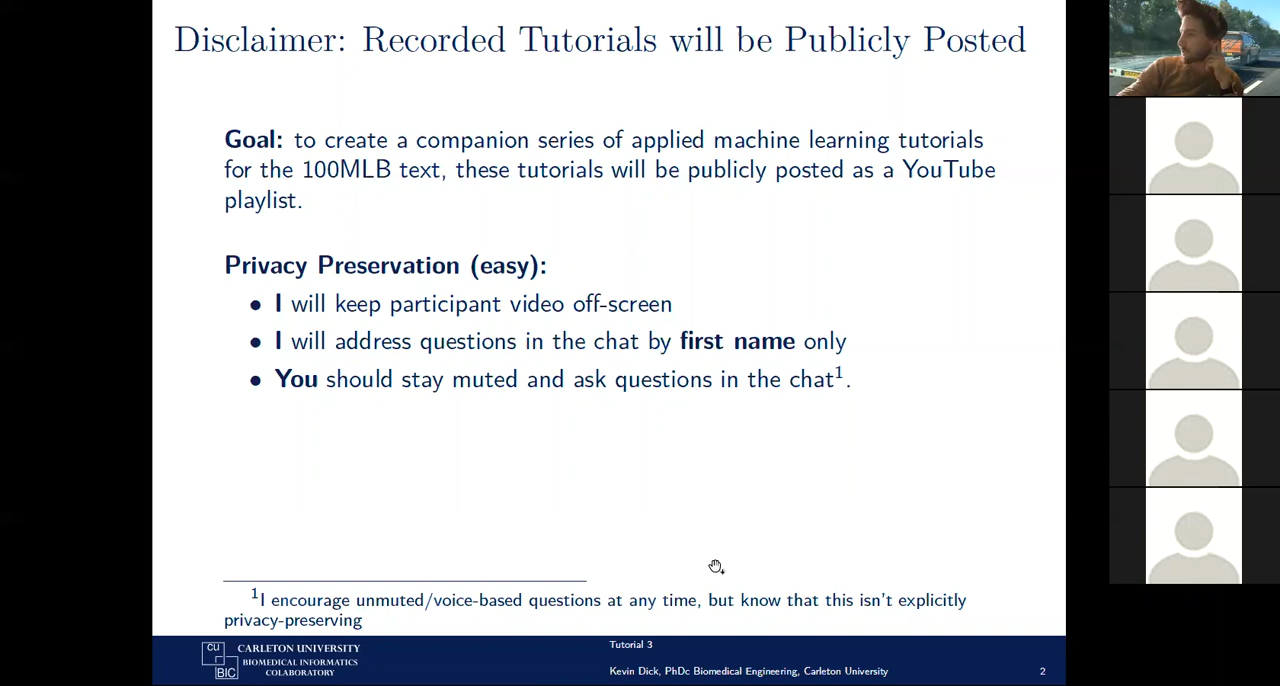 Disclaimer: Recorded Tutorials will be Publicly Posted
Goal: to create a companion series of applied machine learning tutorials
for the 100MLB text, these tutorials will be publicly posted as a YouTube
playlist.
Privacy Preservation (easy):
• I will keep participant video off-screen
• I will address questions in the chat by first name only
• You should stay muted and ask questions in the chat¹.
¹I encourage unmuted/voice-based questions at any time, but know that this isn't explicitly
privacy-preserving
CU
BIC
CARLETON UNIVERSITY
BIOMEDICAL INFORMATICS
COLABORATORY
Tutorial 3
Kevin Dick, PhDc Biomedical Engineering, Carleton University
2